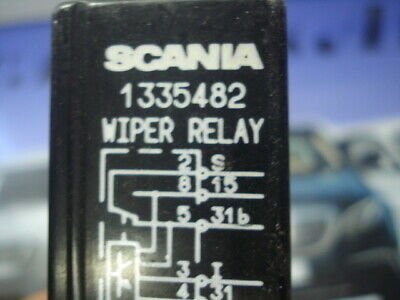 SCANIA
1335482
WIPER RELAY
2 S
8 15
5 31b
3 I
4 31